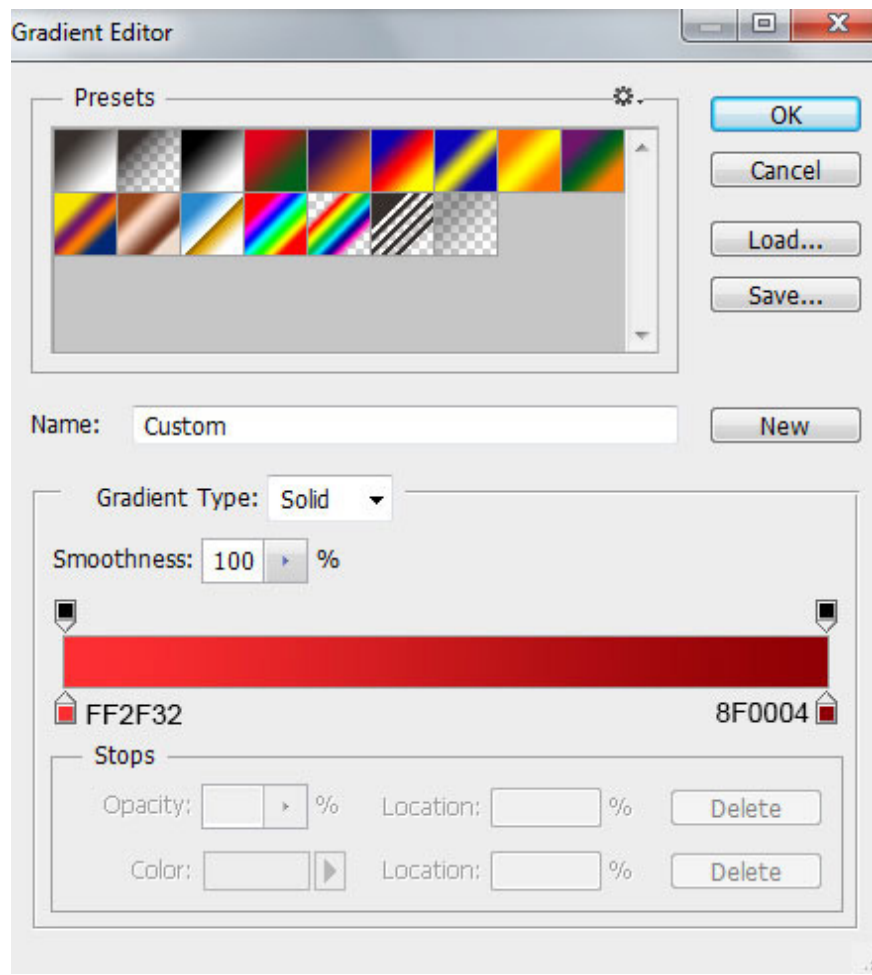 Gradient Editor
Presets
OK
Cancel
Load...
Save...
Name: Custom
New
Gradient Type: Solid
Smoothness: 100 %
FF2F32 8F0004
Stops
Opacity: % Location: % Delete
Color: Location: % Delete